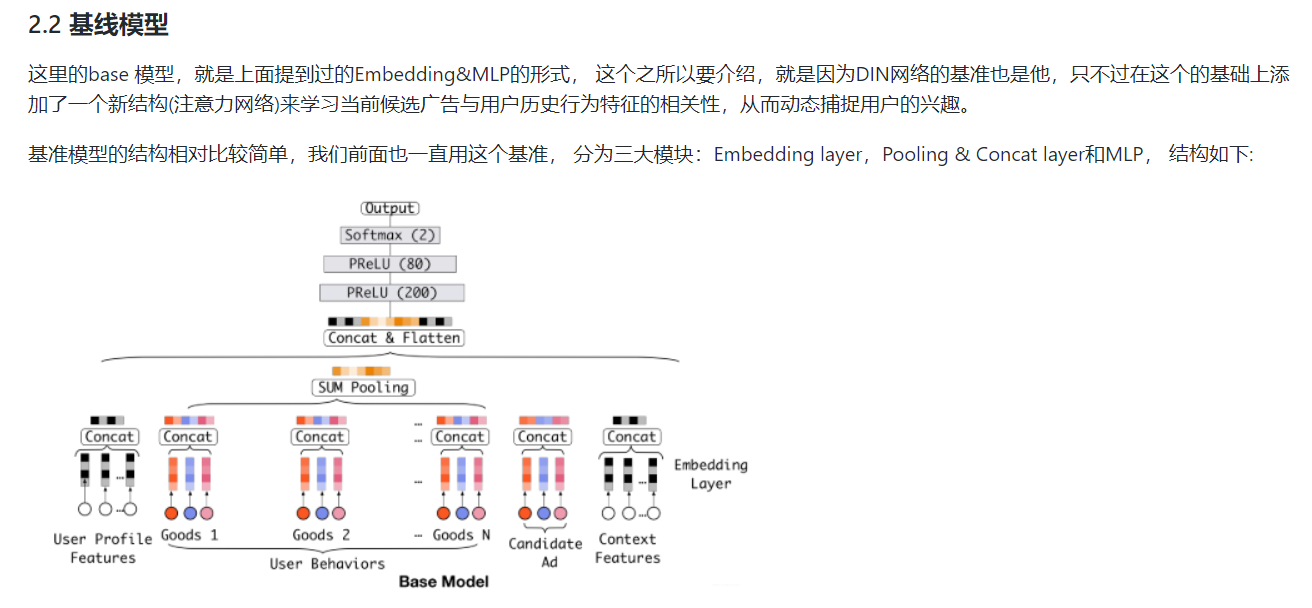 2.2 基线模型
这里的base 模型，就是上面提到过的Embedding&MLP的形式， 这个之所以要介绍，就是因为DIN网络的基准也是他，只不过在这个的基础上添
加了一个新结构(注意力网络)来学习当前候选广告与用户历史行为特征的相关性，从而动态捕捉用户的兴趣。
基准模型的结构相对比较简单，我们前面也一直用这个基准， 分为三大模块：Embedding layer，Pooling & Concat layer和MLP， 结构如下:
Output
Softmax (2)
PReLU (80)
PReLU (200)
Concat & Flatten
SUM Pooling
Concat Concat Concat ... Concat Concat Concat
Embedding
Layer
Goods 1 Goods 2 ... Goods N
User Profile
Features
User Behaviors
Candidate
Ad
Context
Features
Base Model